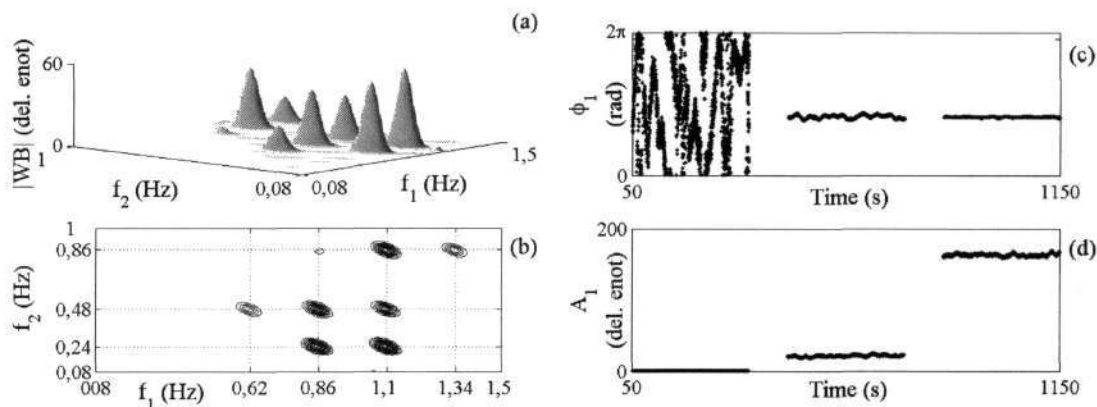 (a)
60
|WB| (del. enot)
0
1
f2 (Hz)
0,08
0,08
f1 (Hz)
1,5
(b)
1
0,86
0,48
0,24
0,08
f2 (Hz)
008
f1 (Hz)
0,62
0,86
1,1
1,34
1,5
(c)
2π
ϕ1
(rad)
0
50
Time (s)
1150
(d)
200
A1
(del. enot)
0
50
Time (s)
1150